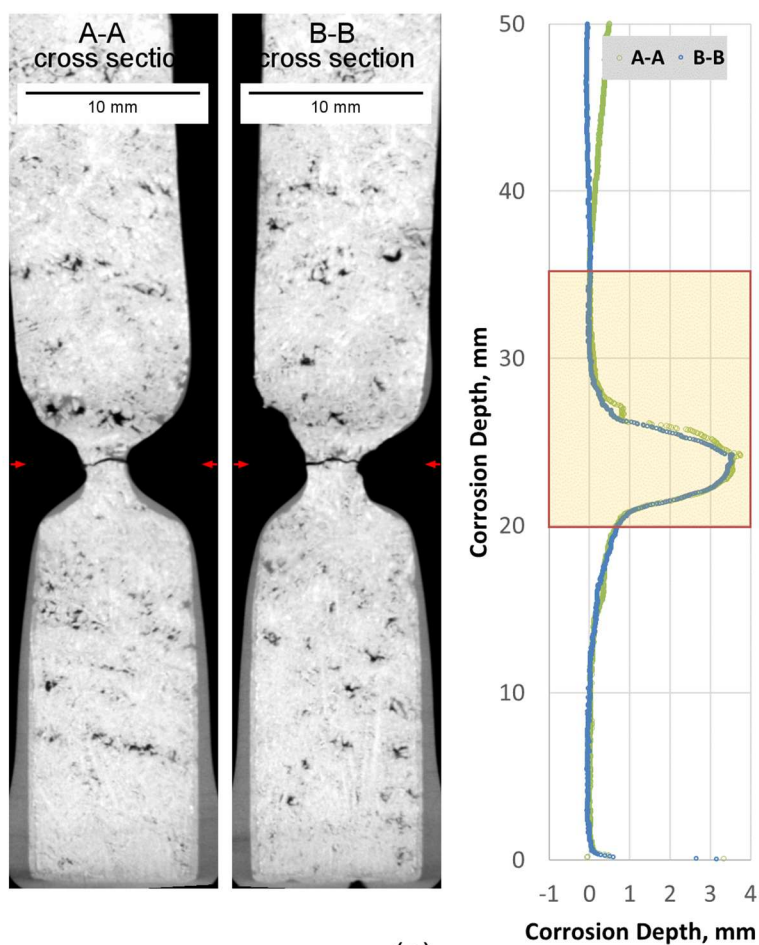 A-A
cross sectio
10 mm
B-B
cross section
10 mm
50
A-A B-B
40
30
20
10
0
Corrosion Depth, mm
-1 0 1 2 3 4
Corrosion Depth, mm